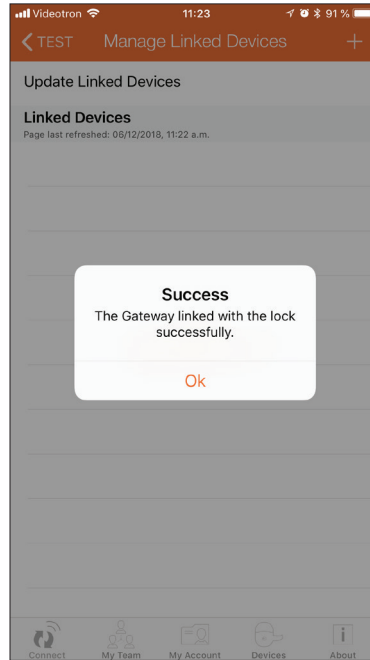 Videotron 11:23 91 %
TEST Manage Linked Devices +
Update Linked Devices
Linked Devices
Page last refreshed: 06/12/2018, 11:22 a.m.
Success
The Gateway linked with the lock
successfully.
Ok
Connect My Team My Account Devices About